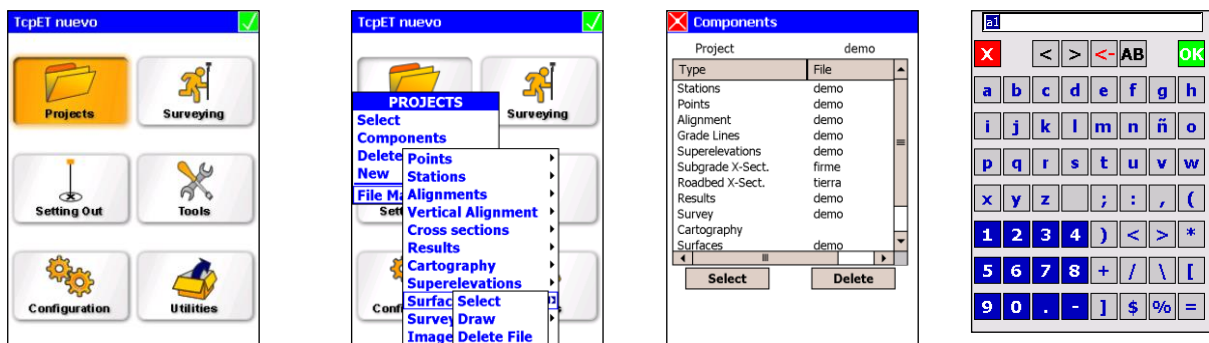 TcpET nuevo
Projects
Surveying
Setting Out
Tools
Configuration
Utilities
TcpET nuevo
Surveying
PROJECTS
Select
Components
Delete
New
File Ma
Points
Stations
Alignments
Vertical Alignment
Cross sections
Results
Cartography
Superelevations
Surfac
Survey
Image
Select
Draw
Delete File
Sett
Confi
Components
Project demo
Type File
Stations demo
Points demo
Alignment demo
Grade Lines demo
Superelevations demo
Subgrade X-Sect. firme
Roadbed X-Sect. tierra
Results demo
Survey demo
Cartography
Surfaces demo
Select Delete
a1
X < > <- AB OK
a b c d e f g h
i j k l m n ñ o
p q r s t u v w
x y z ; : , (
1 2 3 4 ) < > *
5 6 7 8 + / \ [
9 0 . - ] $ % =